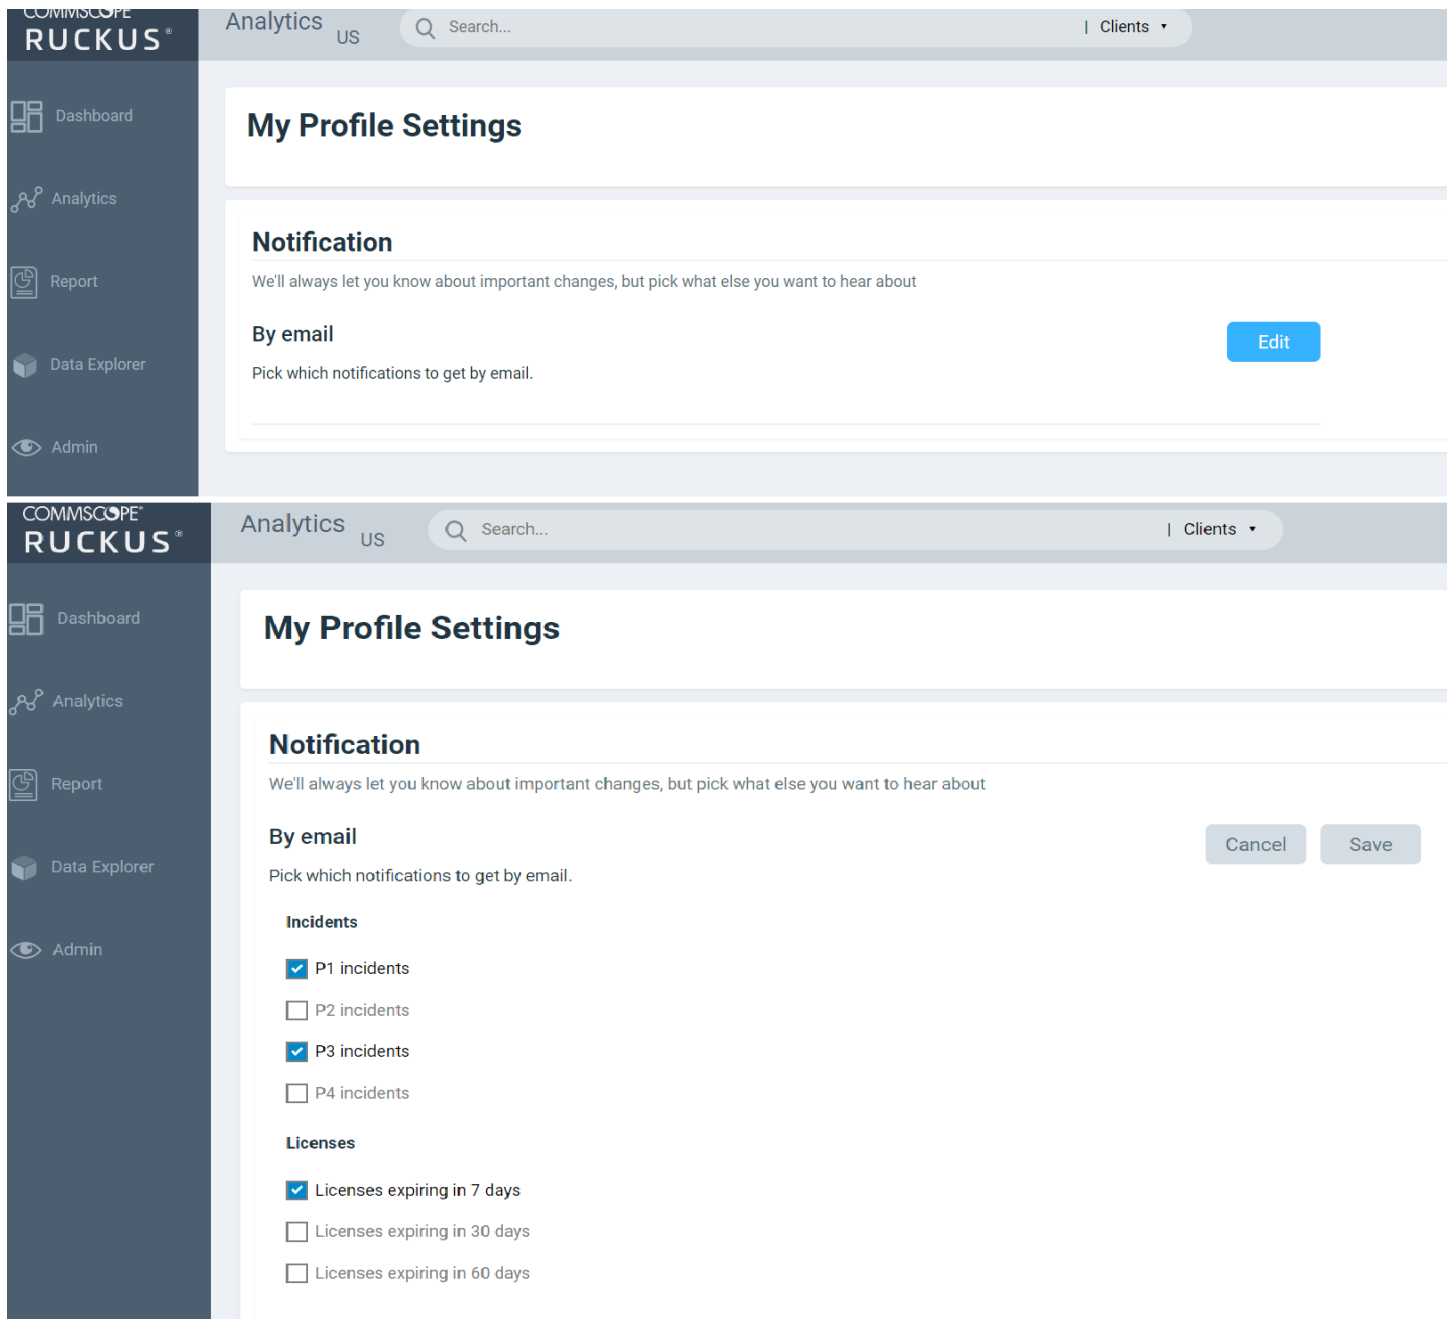 COMMSCOPE
RUCKUS®
Analytics US
Search...
| Clients
Dashboard
Analytics
Report
Data Explorer
Admin
My Profile Settings
Notification
We'll always let you know about important changes, but pick what else you want to hear about
By email
Edit
Pick which notifications to get by email.
COMMSCOPE™
RUCKUS®
Analytics US
Search...
| Clients
Dashboard
Analytics
Report
Data Explorer
Admin
My Profile Settings
Notification
We'll always let you know about important changes, but pick what else you want to hear about
By email
Cancel
Save
Pick which notifications to get by email.
Incidents
P1 incidents
P2 incidents
P3 incidents
P4 incidents
Licenses
Licenses expiring in 7 days
Licenses expiring in 30 days
Licenses expiring in 60 days